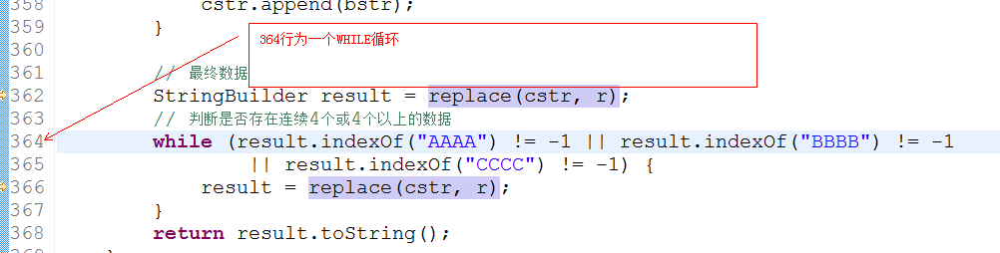 358 cstr.append(bstr);
359 }
360
364行为一个WHILE循环
361 // 最终数据
362 StringBuilder result = replace(cstr, r);
363 // 判断是否存在连续4个或4个以上的数据
364 while (result.indexOf("AAAA") != -1 || result.indexOf("BBBB") != -1
365 || result.indexOf("CCCC") != -1) {
366 result = replace(cstr, r);
367 }
368 return result.toString();